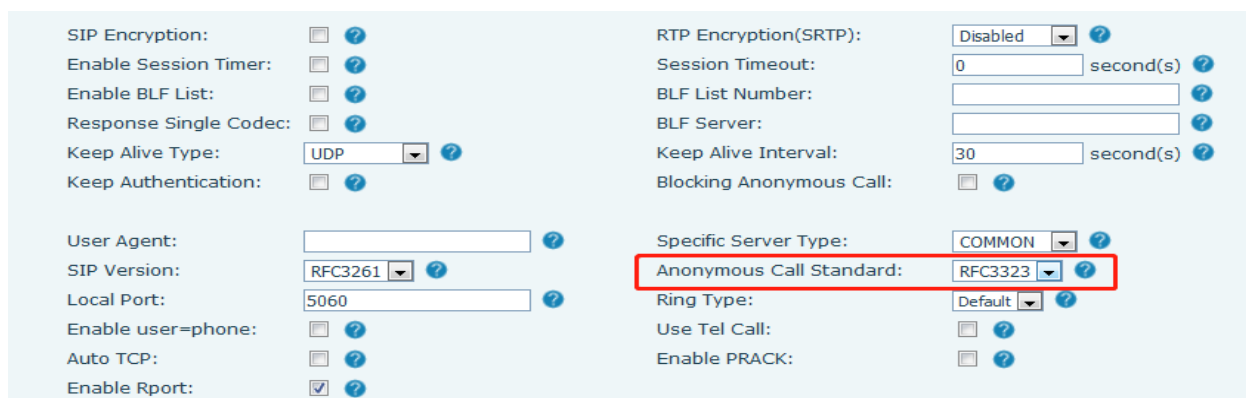 SIP Encryption: RTP Encryption(SRTP): Disabled
Enable Session Timer: Session Timeout: 0 second(s)
Enable BLF List: BLF List Number:
Response Single Codec: BLF Server:
Keep Alive Type: UDP Keep Alive Interval: 30 second(s)
Keep Authentication: Blocking Anonymous Call:
User Agent: Specific Server Type: COMMON
SIP Version: RFC3261 Anonymous Call Standard: RFC3323
Local Port: 5060 Ring Type: Default
Enable user=phone: Use Tel Call:
Auto TCP: Enable PRACK:
Enable Rport: